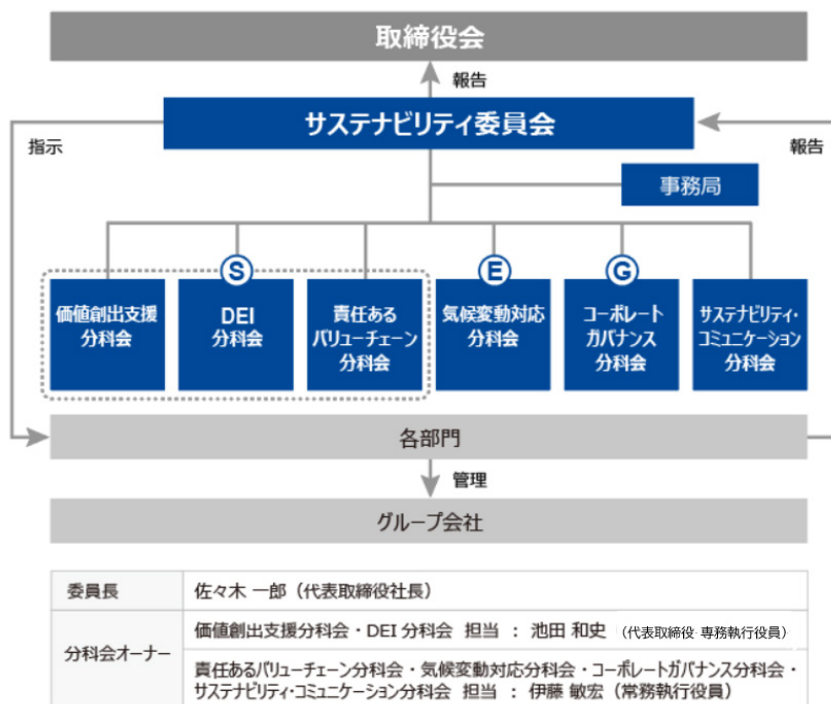 取締役会
報告
サステナビリティ委員会
指示
報告
事務局
S
E
G
価値創出支援
分科会
DEI
分科会
責任ある
バリューチェーン
分科会
気候変動対応
分科会
コーポレート
ガバナンス
分科会
サステナビリティ・
コミュニケーション
分科会
各部門
管理
グループ会社
委員長
佐々木 一郎（代表取締役社長）
分科会オーナー
価値創出支援分科会・DEI 分科会 担当 ： 池田 和史 （代表取締役 専務執行役員）
責任あるバリューチェーン分科会・気候変動対応分科会・コーポレートガバナンス分科会・
サステナビリティ・コミュニケーション分科会 担当 ： 伊藤 敏宏（常務執行役員）